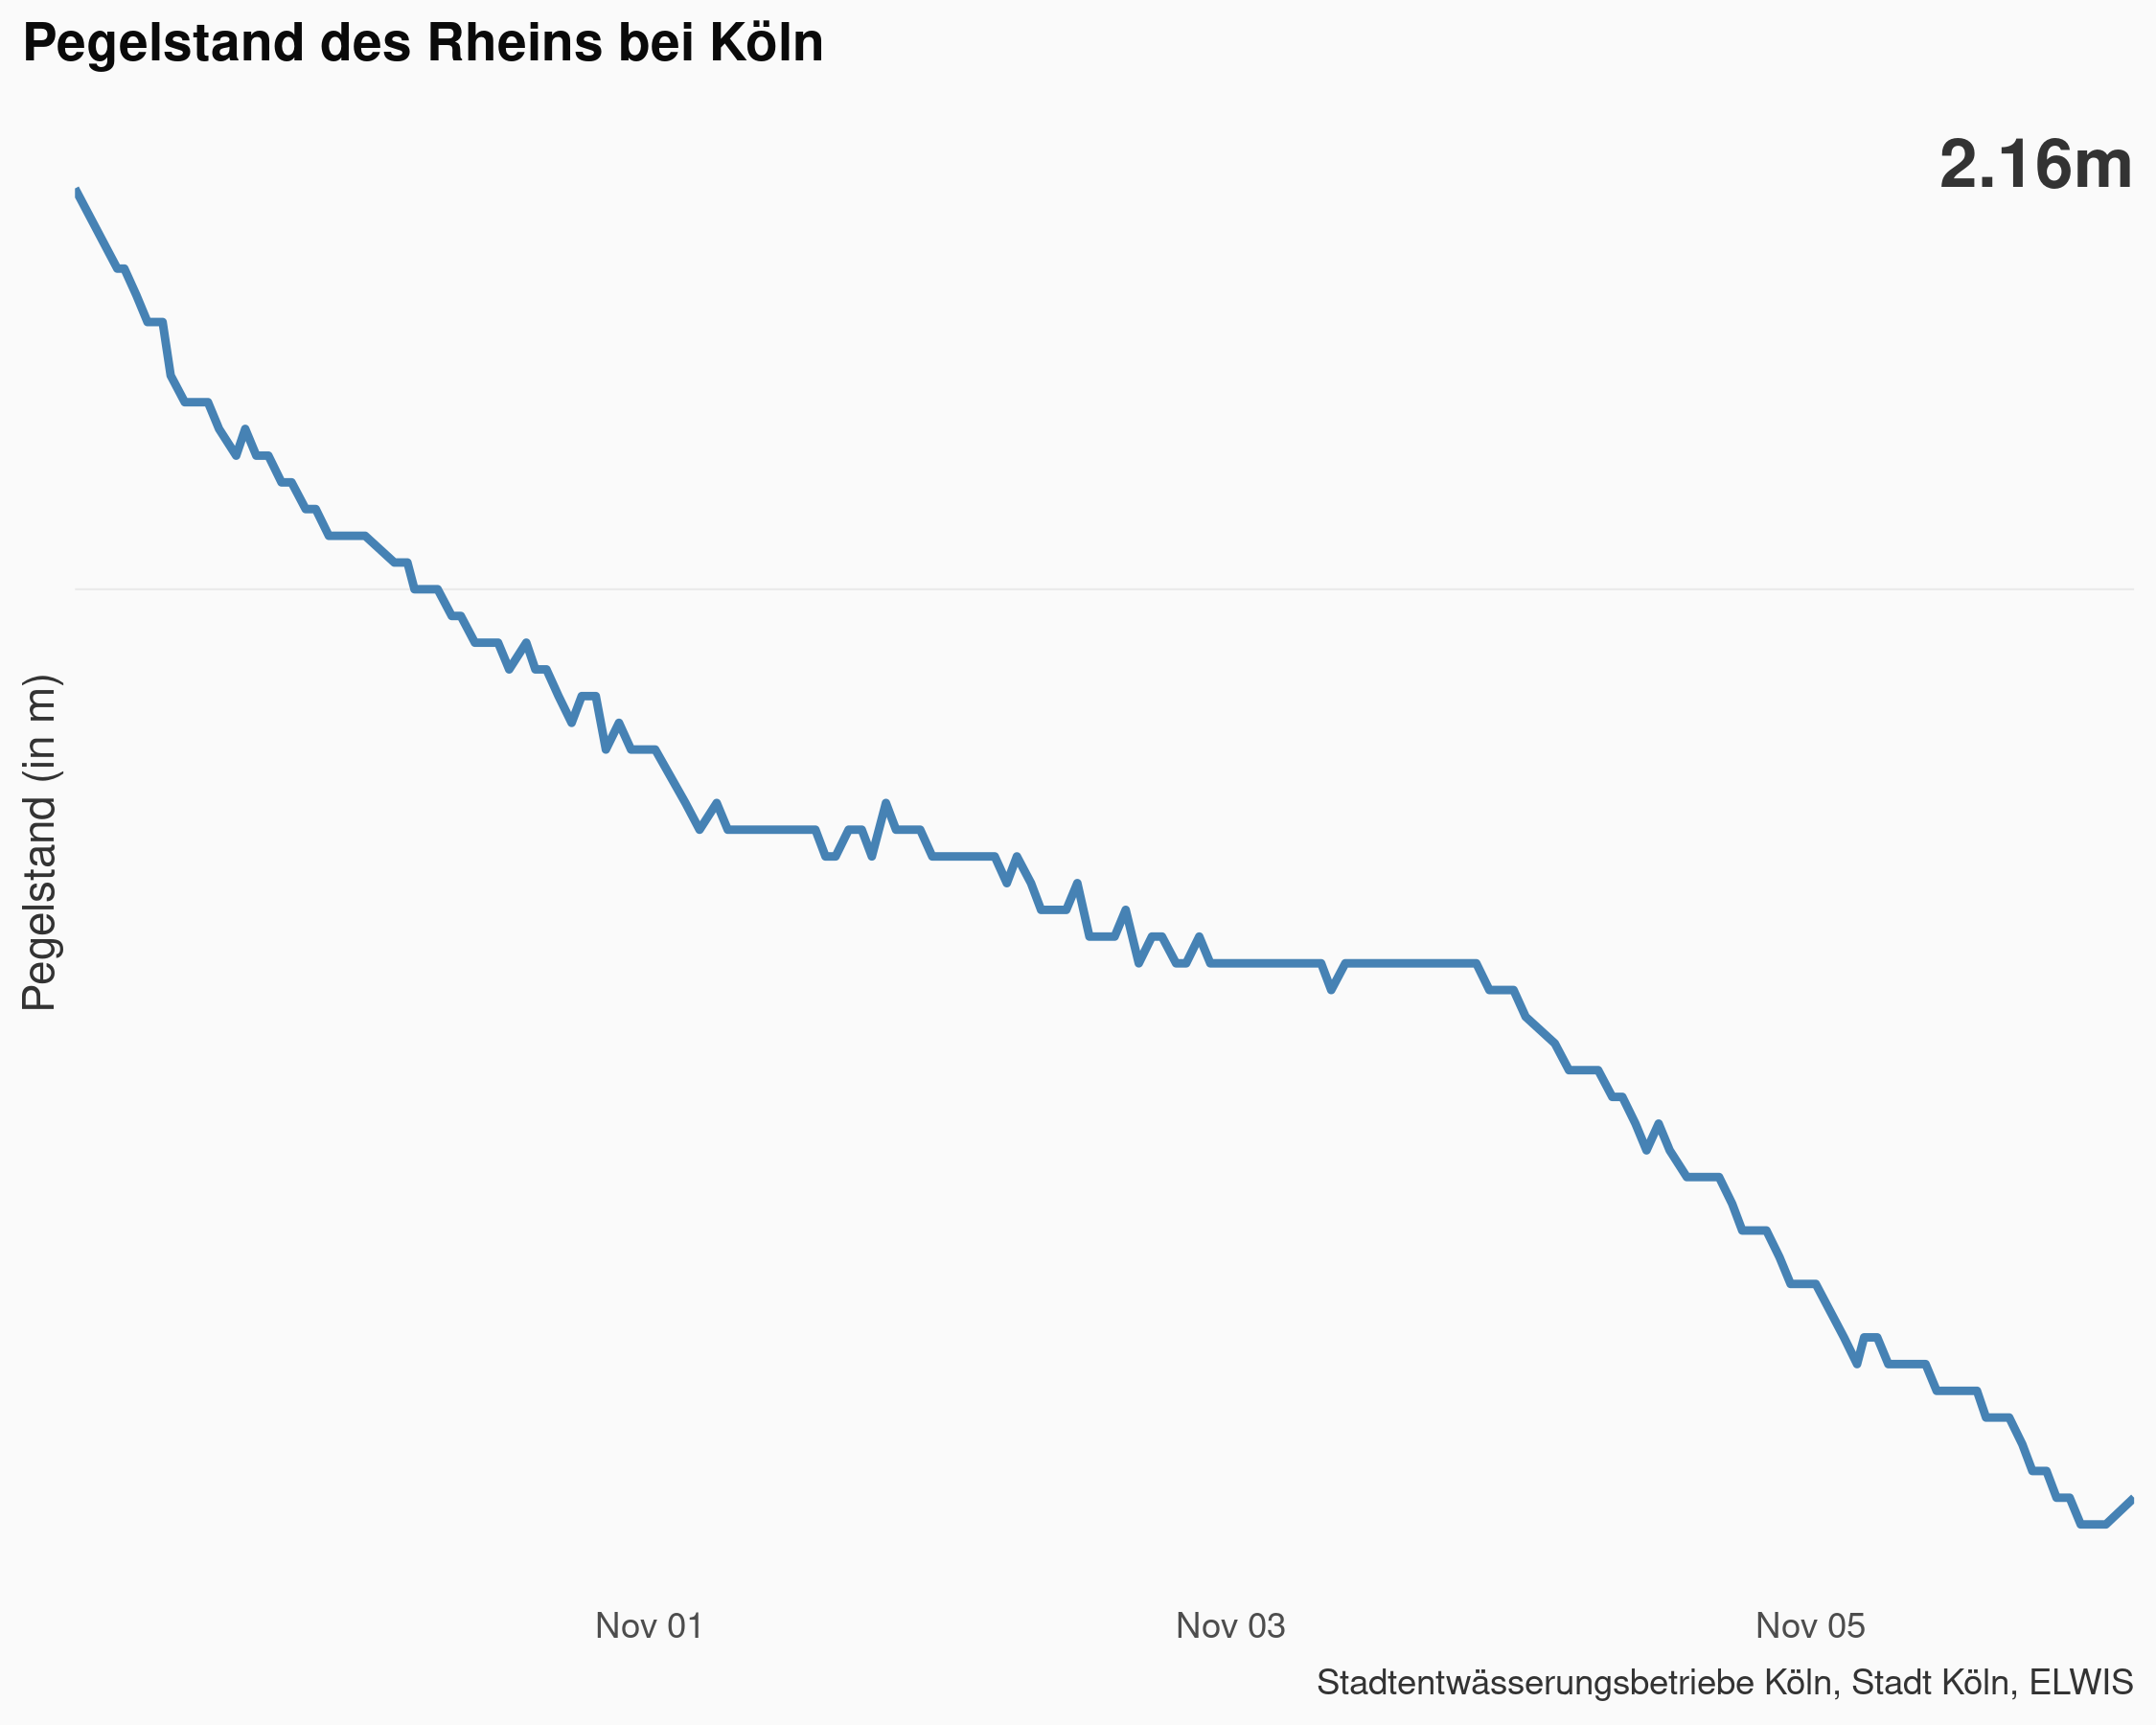 Pegelstand des Rheins bei Köln
2.16m
Pegelstand (in m)
Nov 01
Nov 03
Nov 05
Stadtentwässerungsbetriebe Köln, Stadt Köln, ELWIS